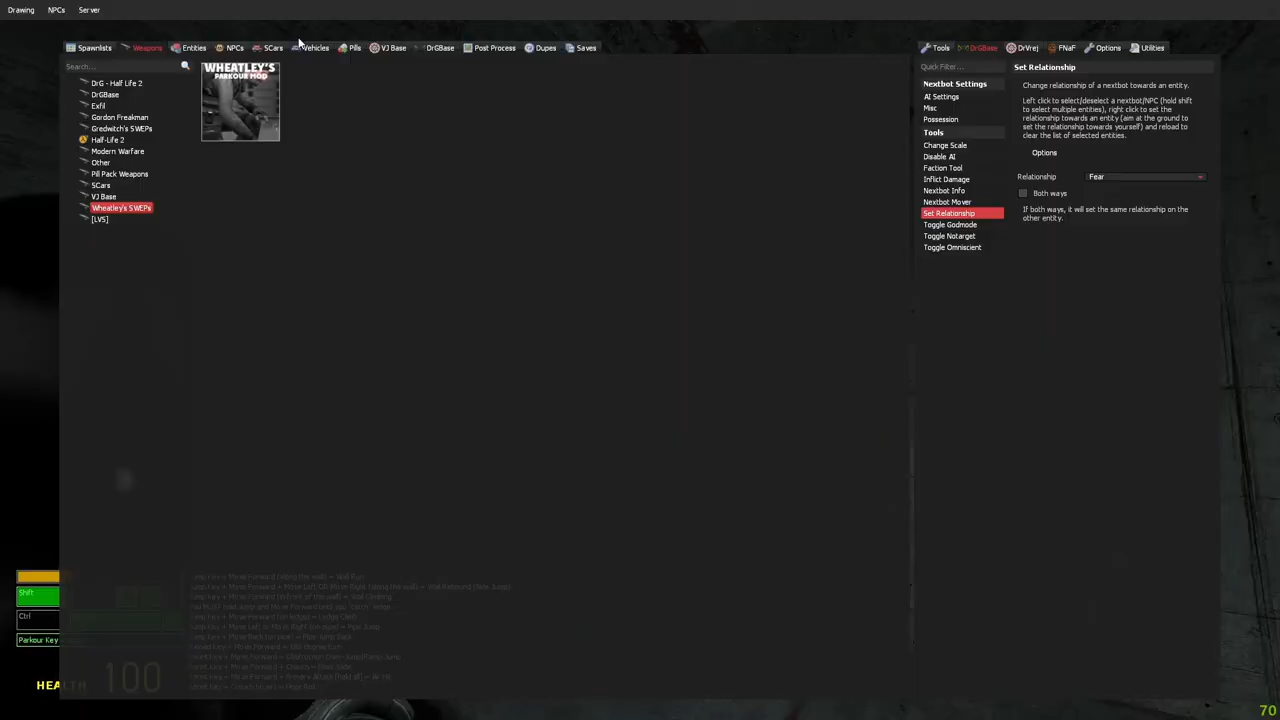 Drawing NPCs Server
Spawnlists Weapons Entities NPCs SCars Vehicles Pills VJ Base DrGBase Post Process Dupes Saves
Search...
DrG - Half Life 2
DrGBase
Exfil
Gordon Freakman
Gredwitch's SWEPs
Half-Life 2
Modern Warfare
Other
Pill Pack Weapons
SCars
VJ Base
Wheatley's SWEPs
[LVS]
WHEATLEY'S
PARKOUR MOD
Tools DrGBase DrVrej FNaF Options Utilities
Quick Filter...
Nextbot Settings
AI Settings
Misc
Possession
Tools
Change Scale
Disable AI
Faction Tool
Inflict Damage
Nextbot Info
Nextbot Mover
Set Relationship
Toggle Godmode
Toggle Notarget
Toggle Omniscient
Set Relationship
Change relationship of a nextbot towards an entity.
Left click to select/deselect a nextbot/NPC (hold shift
to select multiple entities), right click to set the
relationship towards an entity (aim at the ground to
set the relationship towards yourself) and reload to
clear the list of selected entities.
Options
Relationship Fear
Both ways
If both ways, it will set the same relationship on the
other entity.
Shift
Ctrl
Parkour Key
HEALTH 100
70